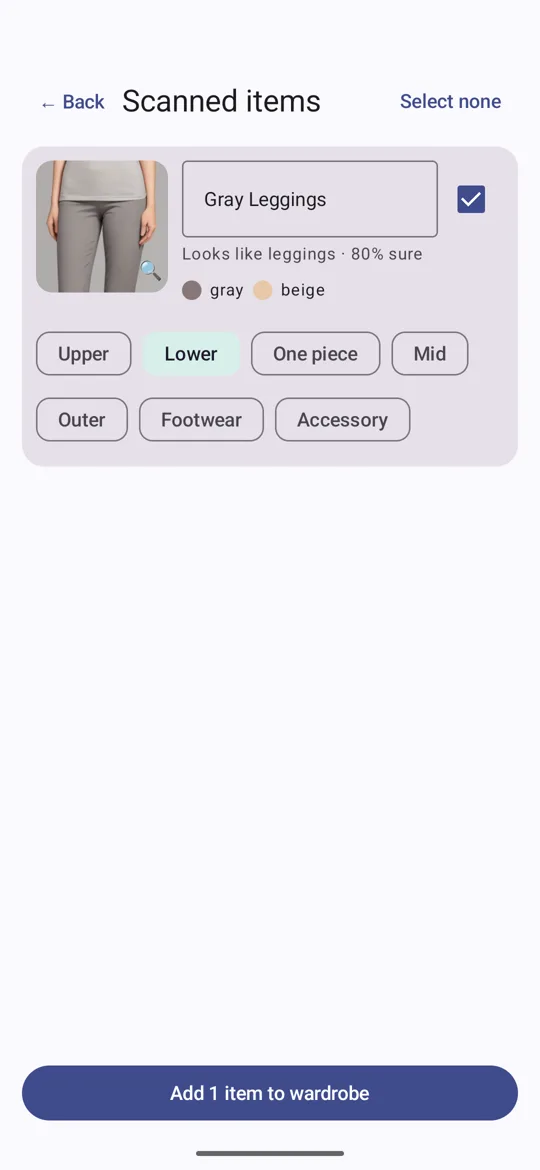 ← Back Scanned items Select none
Gray Leggings
Looks like leggings · 80% sure
gray beige
Upper Lower One piece Mid
Outer Footwear Accessory
Add 1 item to wardrobe